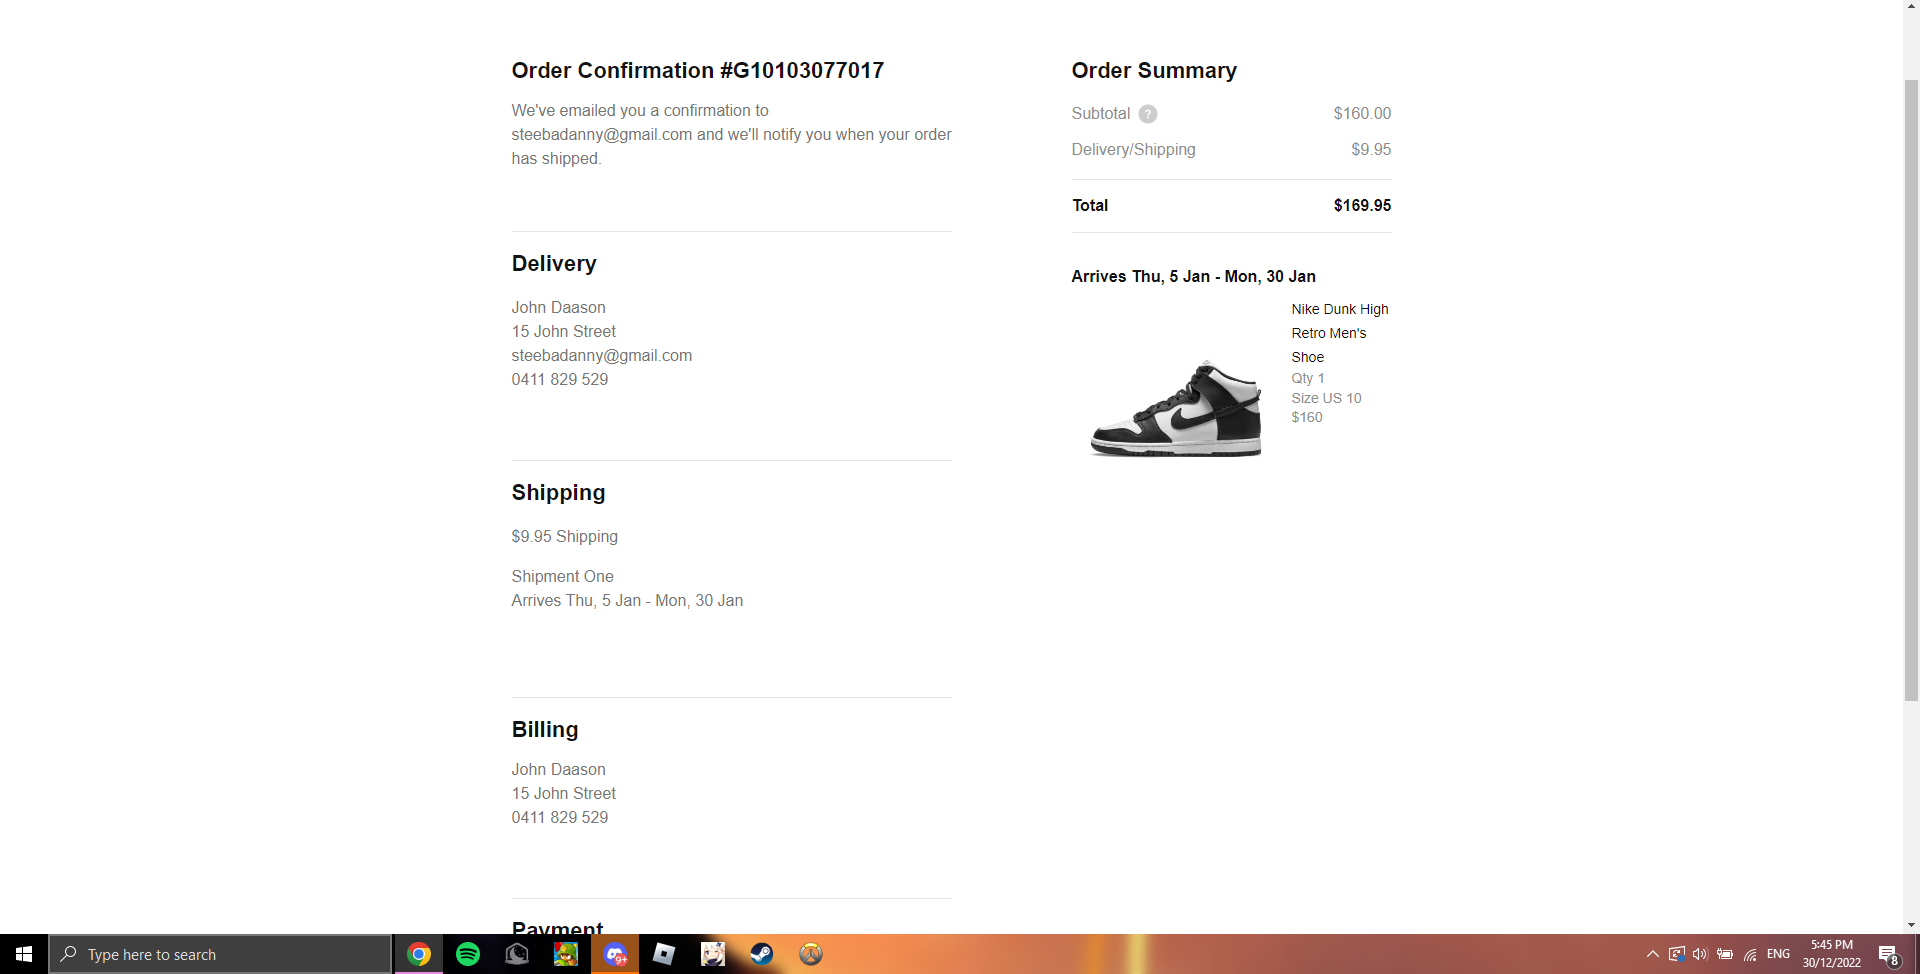 Order Confirmation #G10103077017
We've emailed you a confirmation to
steebadanny@gmail.com and we'll notify you when your order
has shipped.
Delivery
John Daason
15 John Street
steebadanny@gmail.com
0411 829 529
Shipping
$9.95 Shipping
Shipment One
Arrives Thu, 5 Jan - Mon, 30 Jan
Billing
John Daason
15 John Street
0411 829 529
Payment
Order Summary
Subtotal ? $160.00
Delivery/Shipping $9.95
Total $169.95
Arrives Thu, 5 Jan - Mon, 30 Jan
Nike Dunk High
Retro Men's
Shoe
Qty 1
Size US 10
$160
Type here to search
9+
ENG
5:45 PM
30/12/2022
8